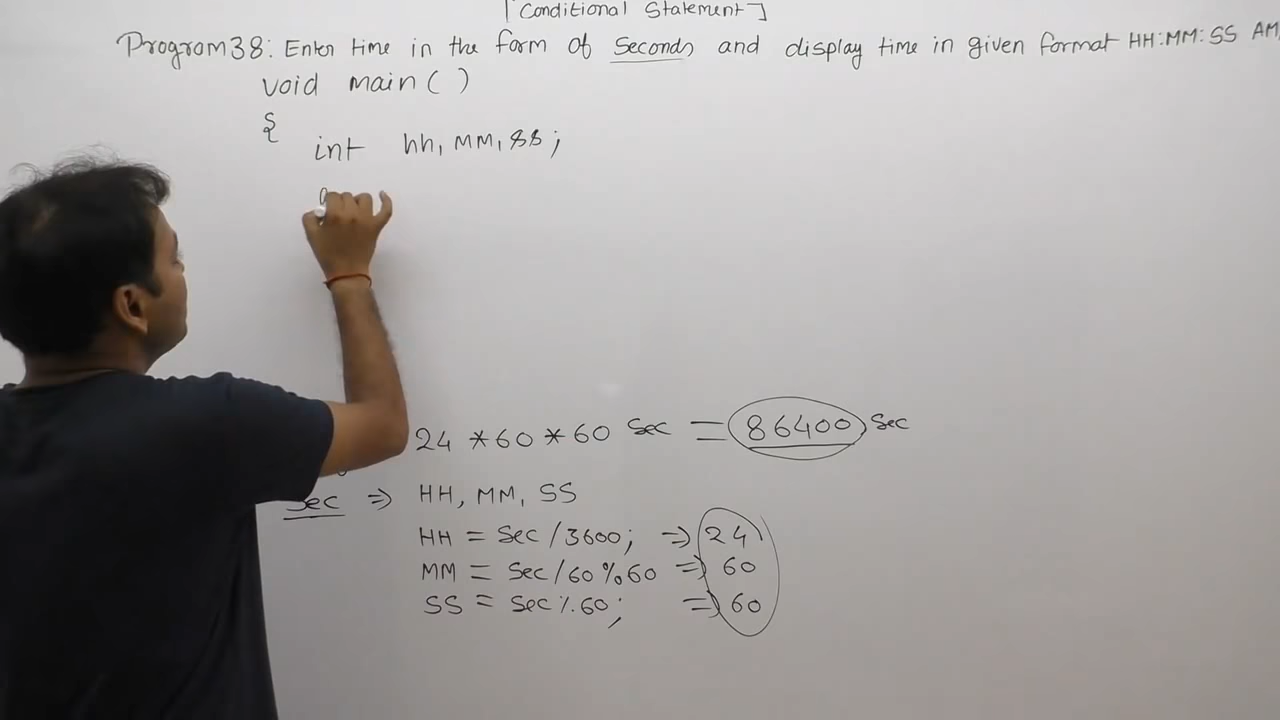 [Conditional Statement]
Program 38: Enter time in the form of Seconds and display time in given format HH:MM:SS AM
void main( )
{
int hh, MM, SS;
24 * 60 * 60 Sec = 86400 Sec
Sec ⇒ HH, MM, SS
HH = Sec/3600; ⇒ 24
MM = Sec/60%60 ⇒ 60
SS = Sec%60; ⇒ 60